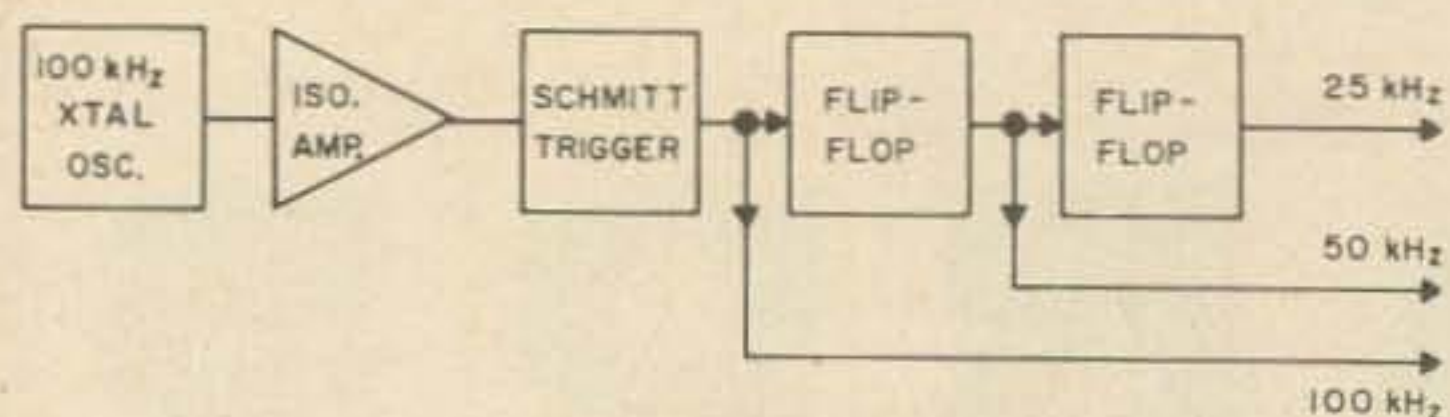 100 kHz
XTAL
OSC.
ISO.
AMP.
SCHMITT
TRIGGER
FLIP-
FLOP
FLIP-
FLOP
25 kHz
50 kHz
100 kHz